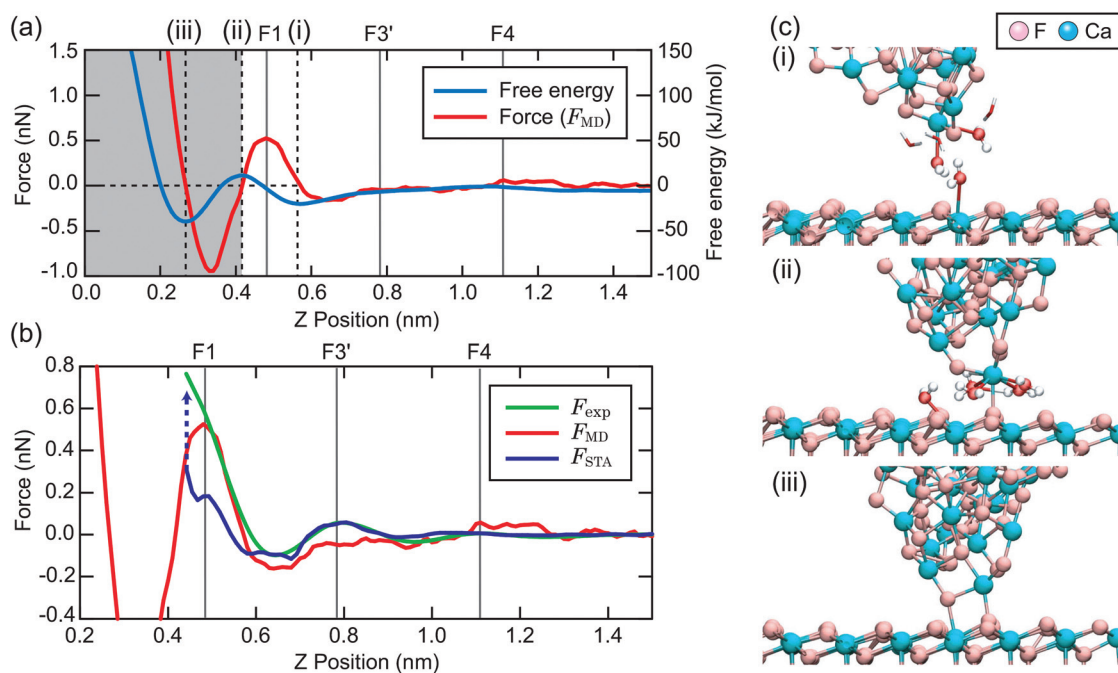 (a)
(iii) (ii) F1 (i) F3' F4
1.5
1.0
0.5
0.0
-0.5
-1.0
Force (nN)
150
100
50
0
-50
-100
Free energy (kJ/mol)
Free energy
Force (F_MD)
0.0 0.2 0.4 0.6 0.8 1.0 1.2 1.4
Z Position (nm)
(b)
F1 F3' F4
0.8
0.6
0.4
0.2
0.0
-0.2
-0.4
Force (nN)
F_exp
F_MD
F_STA
0.2 0.4 0.6 0.8 1.0 1.2 1.4
Z Position (nm)
(c)
F Ca
(i)
(ii)
(iii)